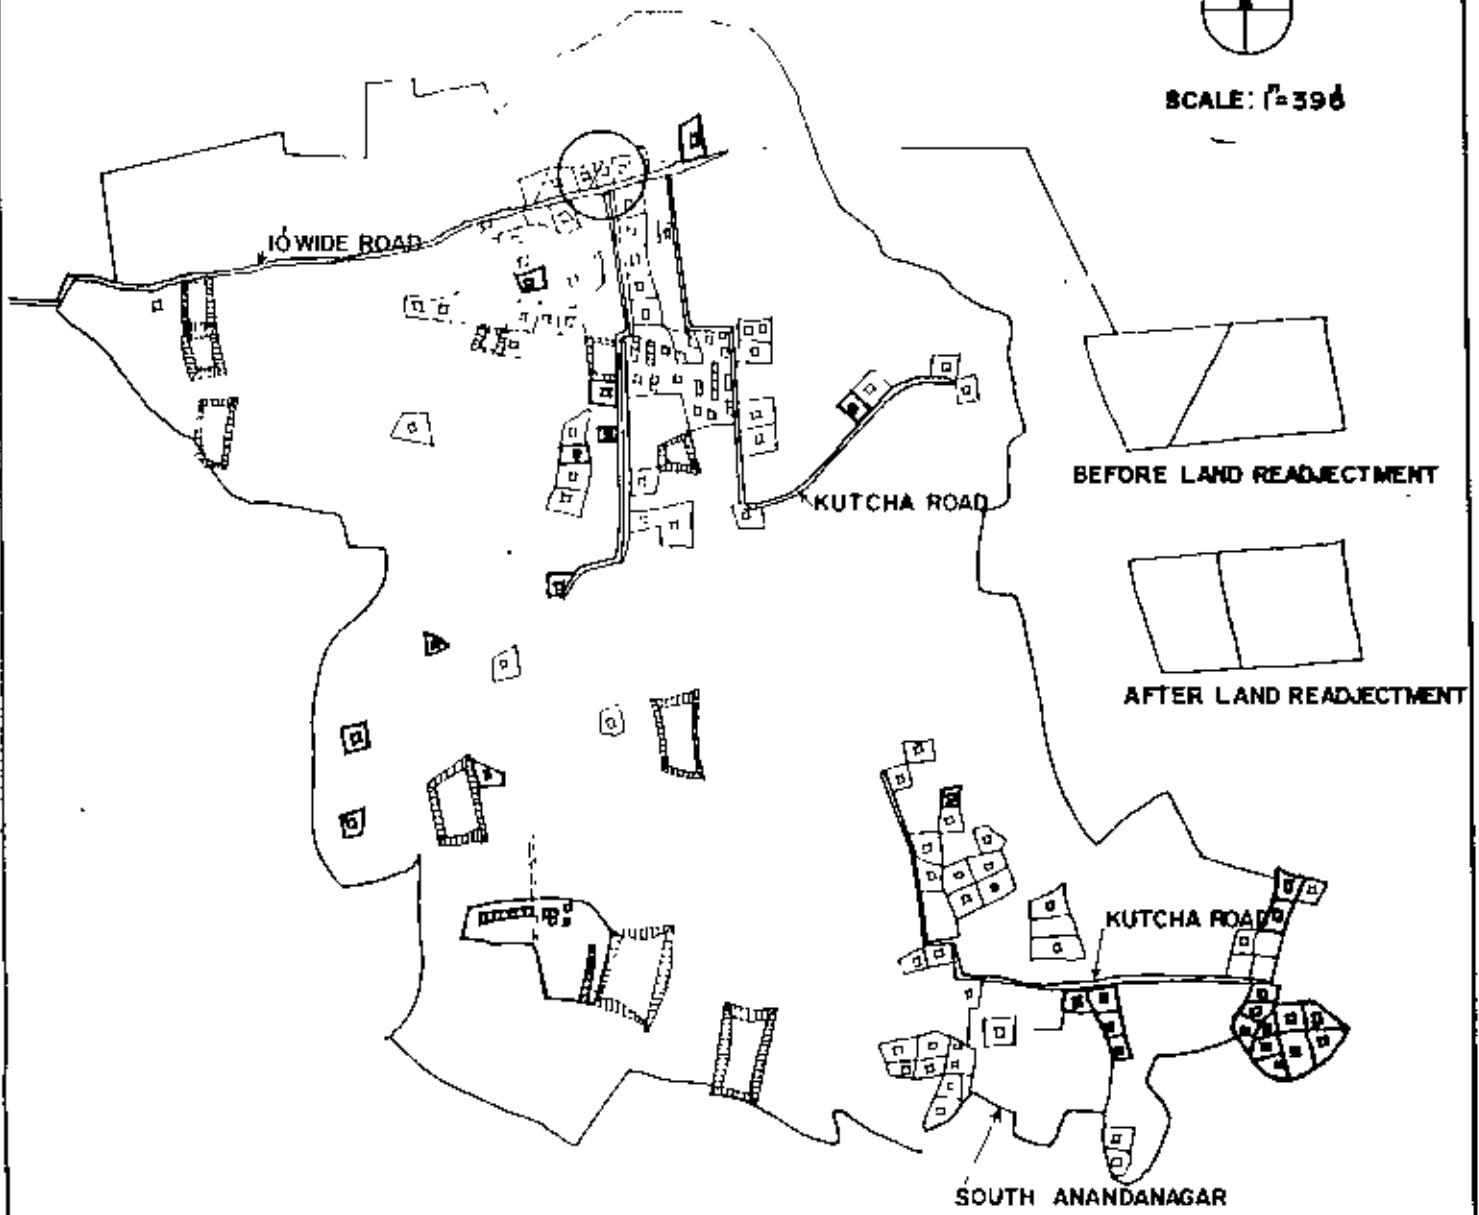 SCALE: 1"=396'
10' WIDE ROAD
BEFORE LAND READJECTMENT
KUTCHA ROAD
AFTER LAND READJECTMENT
KUTCHA ROAD
SOUTH ANANDANAGAR